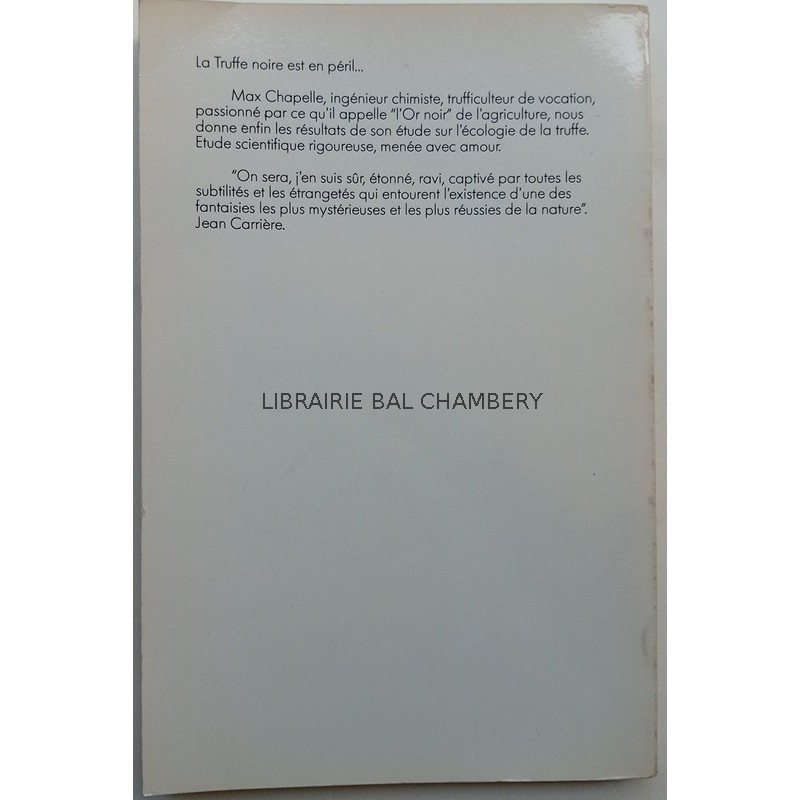 La Truffe noire est en péril...
Max Chapelle, ingénieur chimiste, trufficulteur de vocation,
passionné par ce qu'il appelle "l'Or noir" de l'agriculture, nous
donne enfin les résultats de son étude sur l'écologie de la truffe.
Etude scientifique rigoureuse, menée avec amour.
"On sera, j'en suis sûr, étonné, ravi, captivé par toutes les
subtilités et les étrangetés qui entourent l'existence d'une des
fantaisies les plus mystérieuses et les plus réussies de la nature".
Jean Carrière.
LIBRAIRIE BAL CHAMBERY